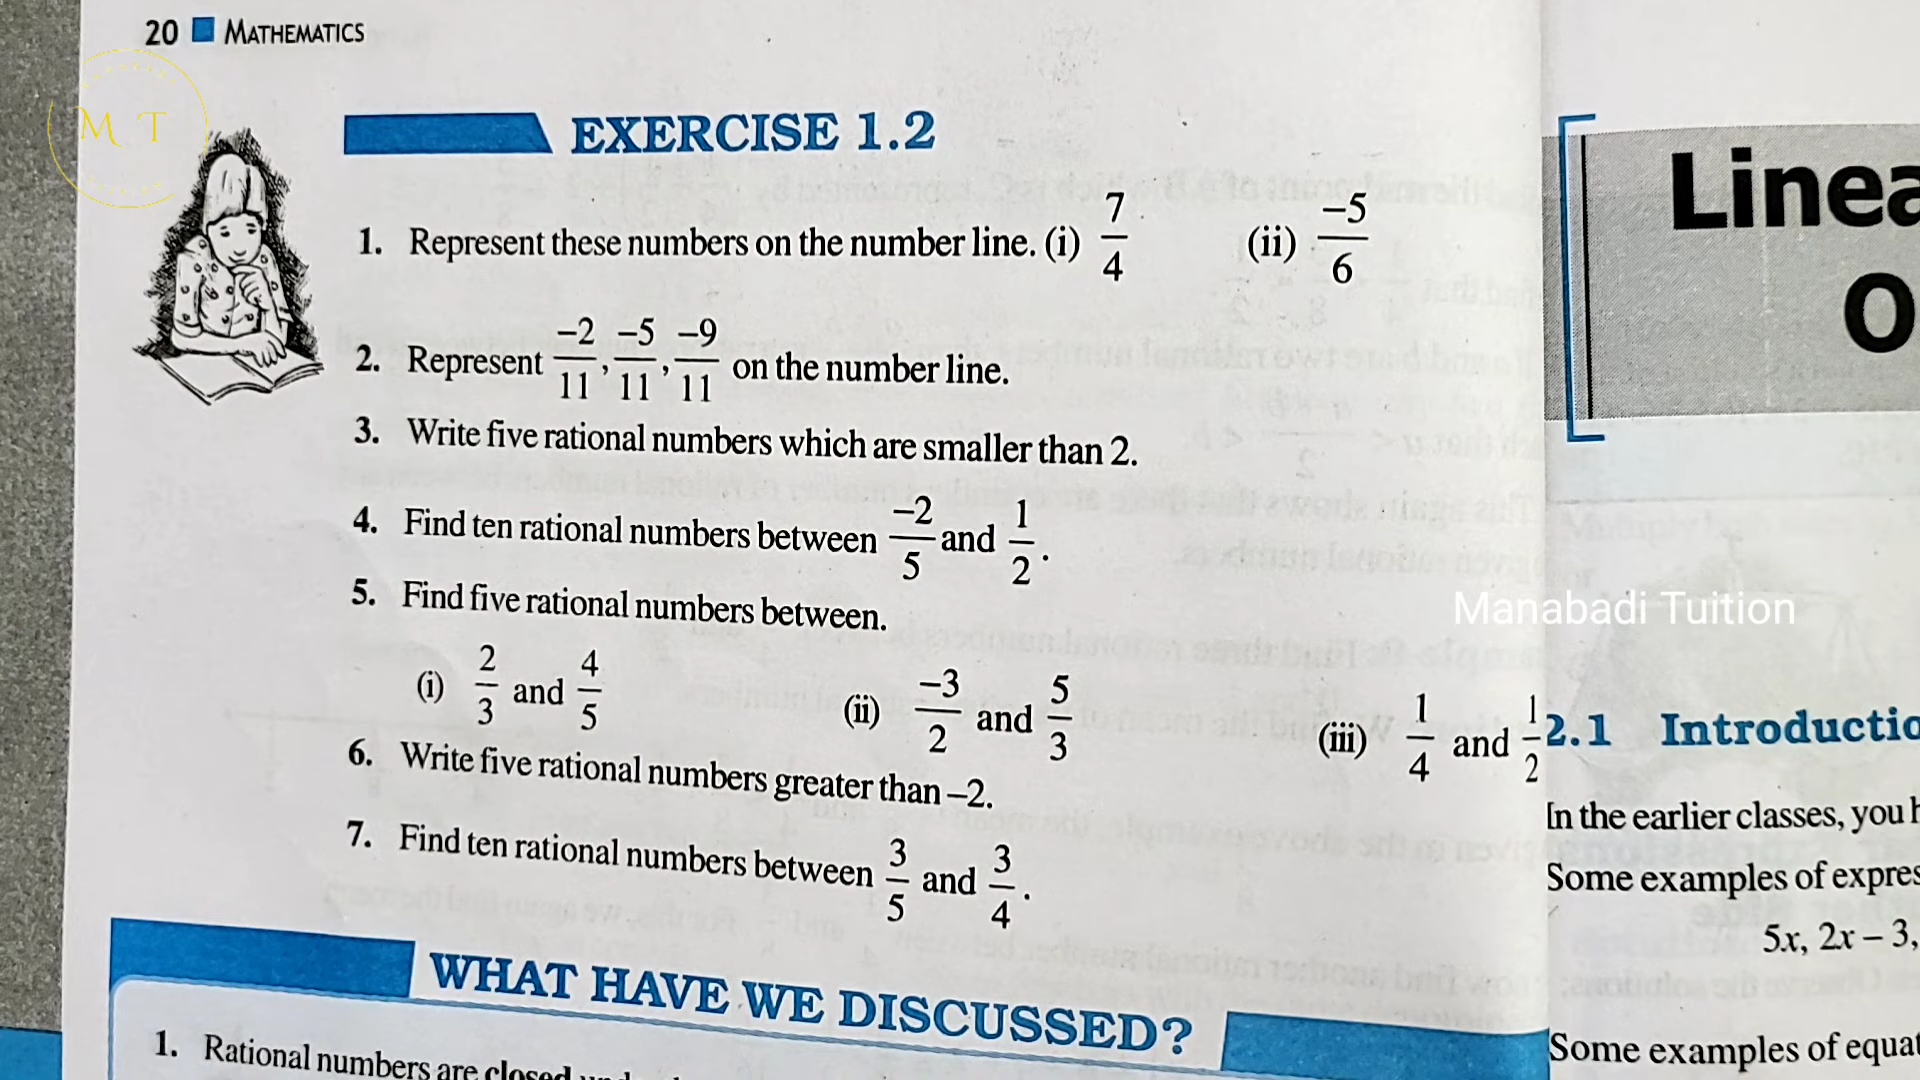 20 MATHEMATICS
M T
EXERCISE 1.2
1. Represent these numbers on the number line. (i) 7/4 (ii) –5/6
2. Represent –2/11, –5/11, –9/11 on the number line.
3. Write five rational numbers which are smaller than 2.
4. Find ten rational numbers between –2/5 and 1/2.
5. Find five rational numbers between.
(i) 2/3 and 4/5 (ii) –3/2 and 5/3 (iii) 1/4 and 1/2
6. Write five rational numbers greater than –2.
7. Find ten rational numbers between 3/5 and 3/4.
WHAT HAVE WE DISCUSSED?
1. Rational numbers are closed
Manabadi Tuition
Linea
O
2.1 Introductio
In the earlier classes, you h
Some examples of expres
5x, 2x – 3,
Some examples of equat